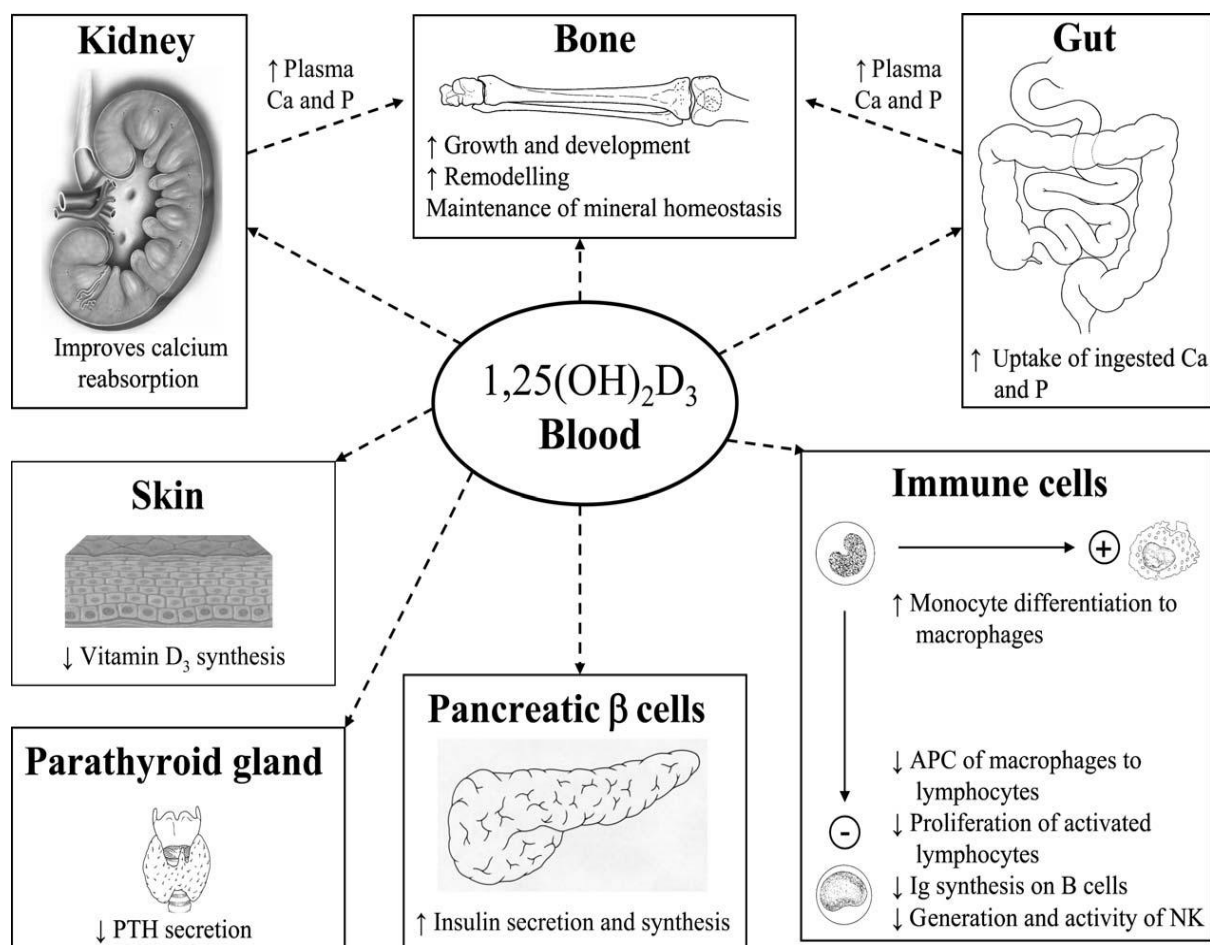 Kidney
Improves calcium
reabsorption
↑ Plasma
Ca and P
Bone
↑ Growth and development
↑ Remodelling
Maintenance of mineral homeostasis
↑ Plasma
Ca and P
Gut
↑ Uptake of ingested Ca
and P
1,25(OH)₂D₃
Blood
Skin
↓ Vitamin D₃ synthesis
Parathyroid gland
↓ PTH secretion
Pancreatic β cells
↑ Insulin secretion and synthesis
Immune cells
+
↑ Monocyte differentiation to
macrophages
-
↓ APC of macrophages to
lymphocytes
↓ Proliferation of activated
lymphocytes
↓ Ig synthesis on B cells
↓ Generation and activity of NK